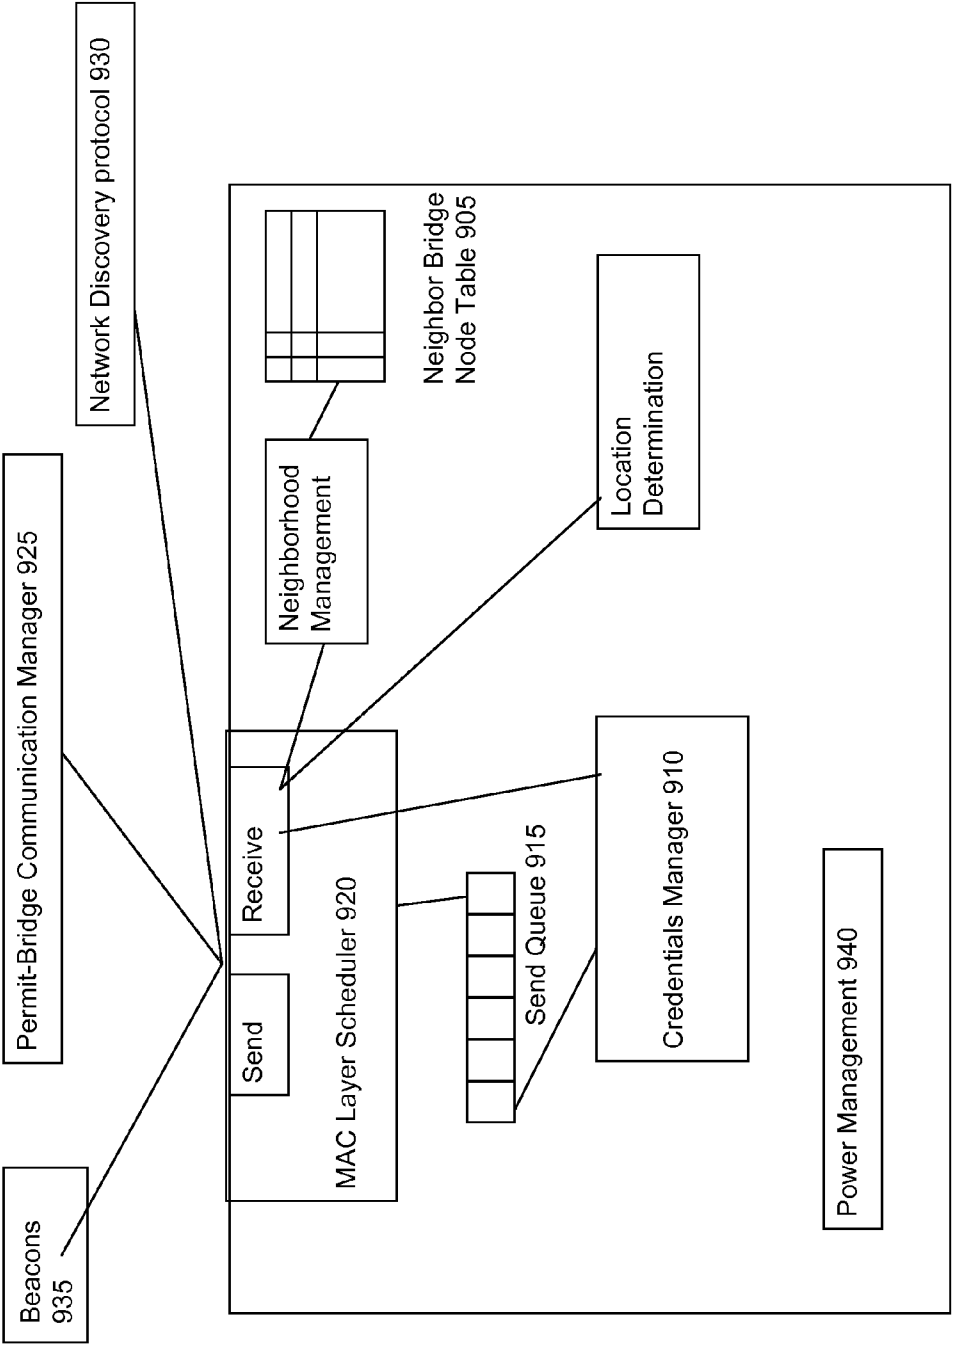 Beacons
935
Permit-Bridge Communication Manager 925
Network Discovery protocol 930
Send
Receive
MAC Layer Scheduler 920
Neighborhood
Management
Neighbor Bridge
Node Table 905
Send Queue 915
Location
Determination
Credentials Manager 910
Power Management 940